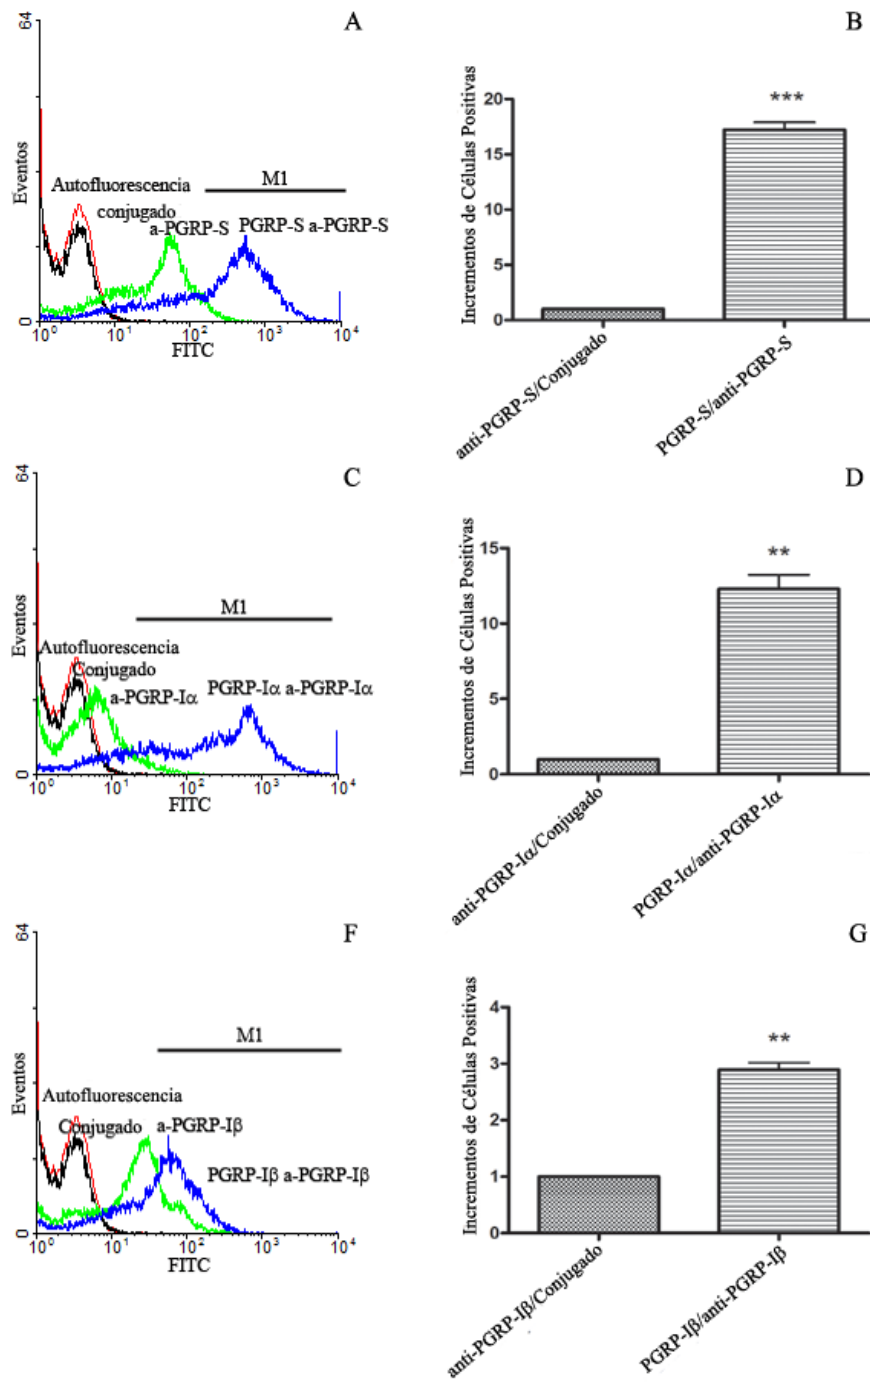 A
64
Eventos
0
Autofluorescencia
conjugado
a-PGRP-S
M1
PGRP-S a-PGRP-S
10⁰ 10¹ 10² 10³ 10⁴
FITC
B
Incrementos de Células Positivas
20
15
10
5
0
***
anti-PGRP-S/Conjugado
PGRP-S/anti-PGRP-S
C
64
Eventos
0
M1
Autofluorescencia
Conjugado
a-PGRP-Iα
PGRP-Iα a-PGRP-Iα
10⁰ 10¹ 10² 10³ 10⁴
FITC
D
Incrementos de Células Positivas
15
10
5
0
**
anti-PGRP-Iα/Conjugado
PGRP-Iα/anti-PGRP-Iα
F
64
Eventos
0
M1
Autofluorescencia
Conjugado
a-PGRP-Iβ
PGRP-Iβ a-PGRP-Iβ
10⁰ 10¹ 10² 10³ 10⁴
FITC
G
Incrementos de Células Positivas
4
3
2
1
0
**
anti-PGRP-Iβ/Conjugado
PGRP-Iβ/anti-PGRP-Iβ